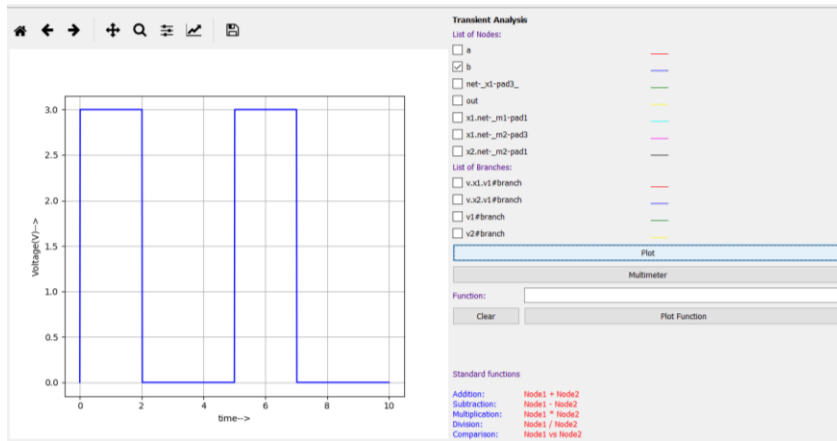 Transient Analysis
List of Nodes:
a
b
net-_x1-pad3_
out
x1.net-_m1-pad1
x1.net-_m2-pad3
x2.net-_m2-pad1
List of Branches:
v.x1.v1#branch
v.x2.v1#branch
v1#branch
v2#branch
Plot
Multimeter
Function:
Clear Plot Function
Standard functions
Addition: Node1 + Node2
Subtraction: Node1 - Node2
Multiplication: Node1 * Node2
Division: Node1 / Node2
Comparison: Node1 vs Node2
Voltage(V)-->
3.0
2.5
2.0
1.5
1.0
0.5
0.0
0 2 4 6 8 10
time-->